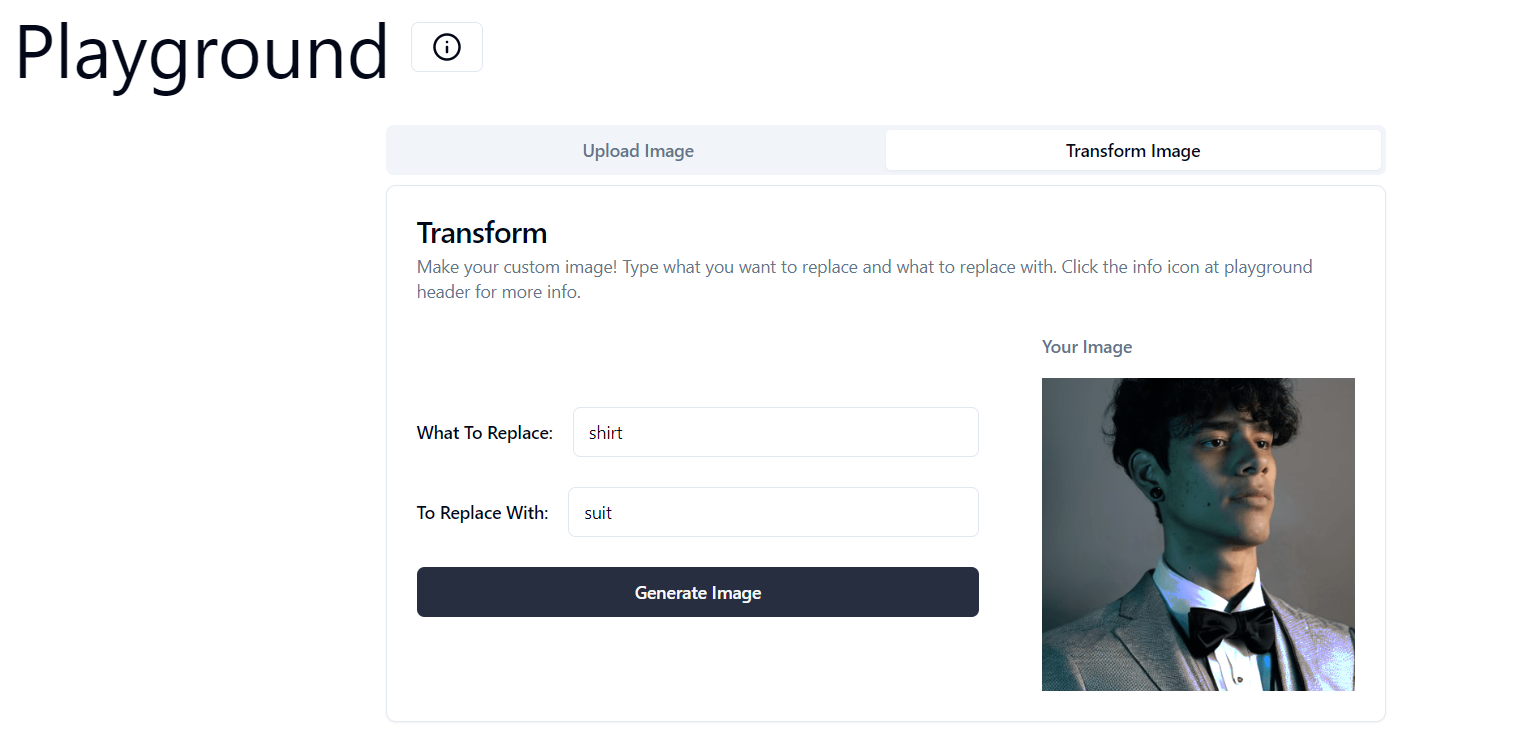 Playground
Upload Image
Transform Image
Transform
Make your custom image! Type what you want to replace and what to replace with. Click the info icon at playground
header for more info.
Your Image
What To Replace:
shirt
To Replace With:
suit
Generate Image